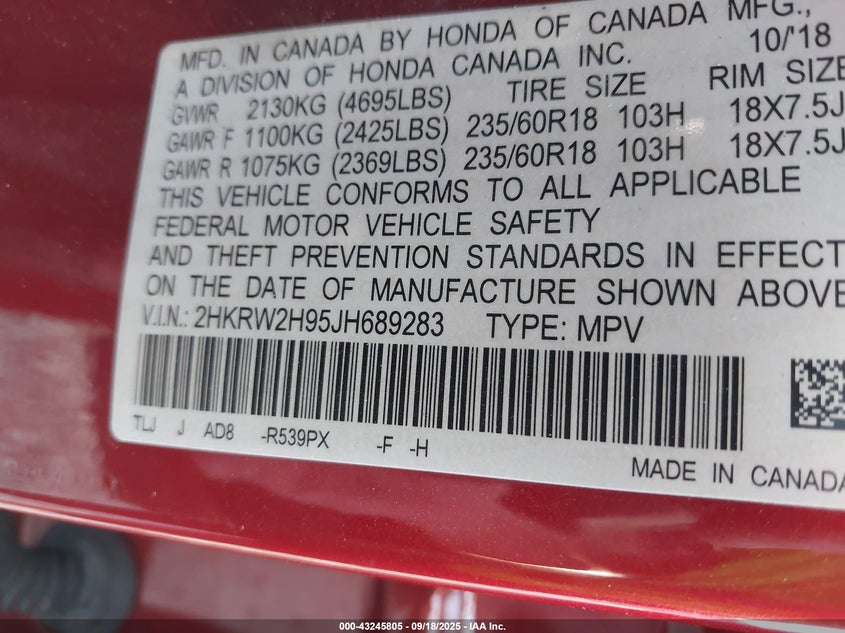 MFD. IN CANADA BY HONDA OF CANADA MFG.,
A DIVISION OF HONDA CANADA INC. 10/'18
GVWR 2130KG (4695LBS) TIRE SIZE RIM SIZE
GAWR F 1100KG (2425LBS) 235/60R18 103H 18X7.5J
GAWR R 1075KG (2369LBS) 235/60R18 103H 18X7.5J
THIS VEHICLE CONFORMS TO ALL APPLICABLE
FEDERAL MOTOR VEHICLE SAFETY
AND THEFT PREVENTION STANDARDS IN EFFECT
ON THE DATE OF MANUFACTURE SHOWN ABOVE
V.I.N.: 2HKRW2H95JH689283 TYPE: MPV
TLJ J AD8 -R539PX -F -H
MADE IN CANADA
000-43245805 - 09/18/2025 - IAA Inc.